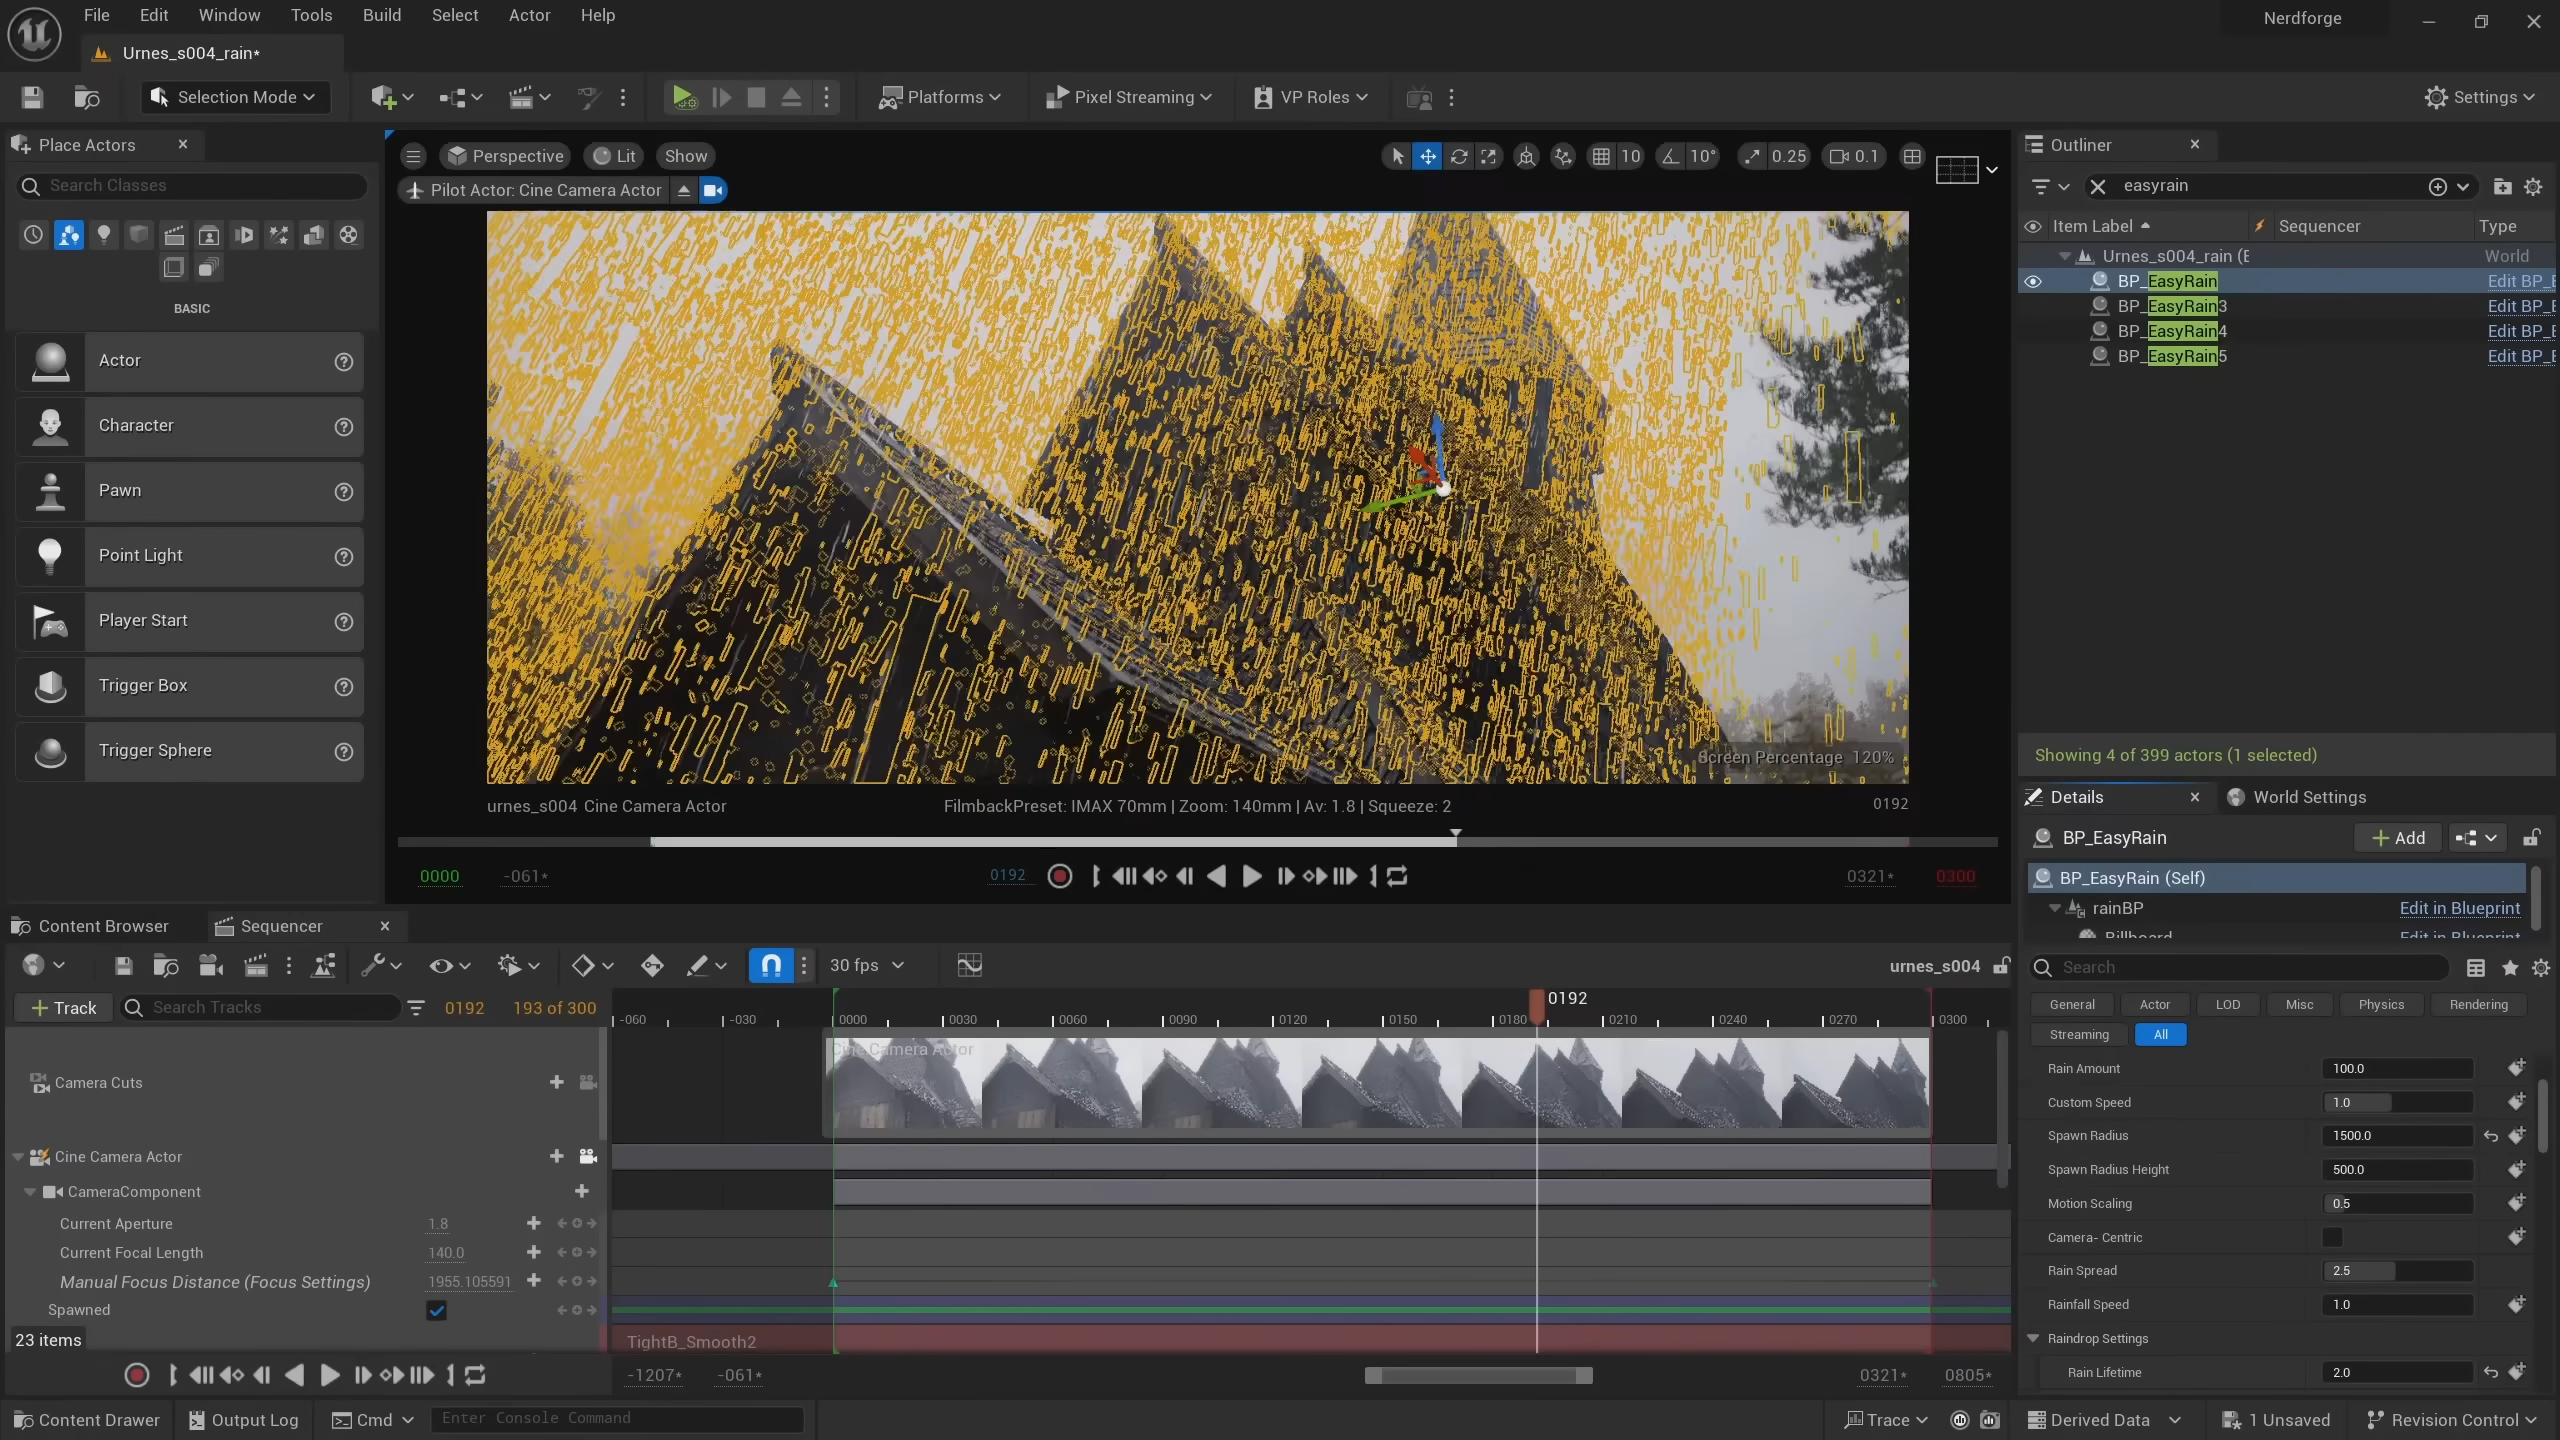 File Edit Window Tools Build Select Actor Help
Nerdforge
Urnes_s004_rain*
Selection Mode
Platforms
Pixel Streaming
VP Roles
Settings
Place Actors
Search Classes
BASIC
Actor
Character
Pawn
Point Light
Player Start
Trigger Box
Trigger Sphere
Perspective Lit Show
10 10° 0.25 0.1
Pilot Actor: Cine Camera Actor
Screen Percentage 120%
urnes_s004 Cine Camera Actor
FilmbackPreset: IMAX 70mm | Zoom: 140mm | Av: 1.8 | Squeeze: 2
0192
0000 -061* 0192 0321* 0300
Outliner
easyrain
Item Label Sequencer Type
Urnes_s004_rain (E World
BP_EasyRain Edit BP_E
BP_EasyRain3 Edit BP_E
BP_EasyRain4 Edit BP_E
BP_EasyRain5 Edit BP_E
Showing 4 of 399 actors (1 selected)
Details World Settings
BP_EasyRain Add
BP_EasyRain (Self)
rainBP Edit in Blueprint
Billboard Edit in Blueprint
Search
General Actor LOD Misc Physics Rendering
Streaming All
Rain Amount 100.0
Custom Speed 1.0
Spawn Radius 1500.0
Spawn Radius Height 500.0
Motion Scaling 0.5
Camera- Centric
Rain Spread 2.5
Rainfall Speed 1.0
Raindrop Settings
Rain Lifetime 2.0
Content Browser Sequencer
30 fps
urnes_s004
Track Search Tracks 0192 193 of 300
0192
-060 -030 0000 0030 0060 0090 0120 0150 0180 0210 0240 0270 0300
Cine Camera Actor
Camera Cuts
Cine Camera Actor
CameraComponent
Current Aperture 1.8
Current Focal Length 140.0
Manual Focus Distance (Focus Settings) 1955.105591
Spawned
23 items
TightB_Smooth2
-1207* -061* 0321* 0805*
Content Drawer Output Log Cmd Enter Console Command
Trace Derived Data 1 Unsaved Revision Control